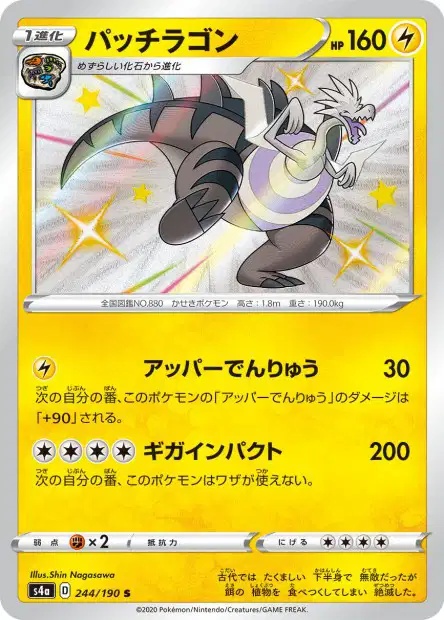 1進化
パッチラゴン
HP 160
めずらしい化石から進化
全国図鑑NO.880 かせきポケモン 高さ:1.8m 重さ:190.0kg
アッパーでんりゅう 30
次の自分の番、このポケモンの「アッパーでんりゅう」のダメージは
「+90」される。
ギガインパクト 200
次の自分の番、このポケモンはワザが使えない。
弱点 ×2 抵抗力 にげる
Illus.Shin Nagasawa
s4a D 244/190 S
古代では たくましい 下半身で 無敵だったが
餌の 植物を 食べつくしてしまい 絶滅した。
©2020 Pokémon/Nintendo/Creatures/GAME FREAK.